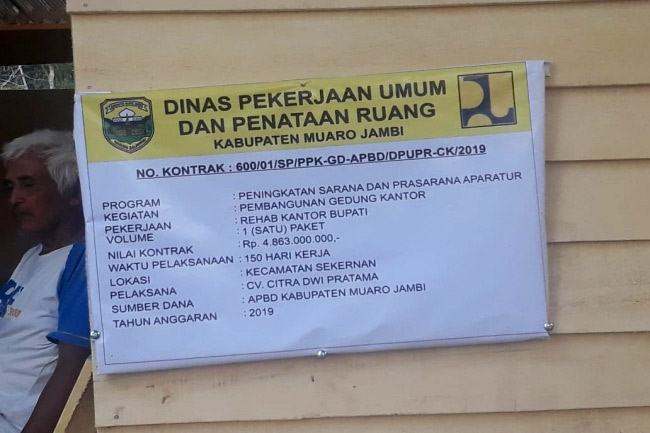 DINAS PEKERJAAN UMUM
DAN PENATAAN RUANG
KABUPATEN MUARO JAMBI
NO. KONTRAK : 600/01/SP/PPK-GD-APBD/DPUPR-CK/2019
PROGRAM : PENINGKATAN SARANA DAN PRASARANA APARATUR
KEGIATAN : PEMBANGUNAN GEDUNG KANTOR
PEKERJAAN : REHAB KANTOR BUPATI
VOLUME : 1 (SATU) PAKET
NILAI KONTRAK : Rp. 4.863.000.000,-
WAKTU PELAKSANAAN : 150 HARI KERJA
LOKASI : KECAMATAN SEKERNAN
PELAKSANA : CV. CITRA DWI PRATAMA
SUMBER DANA : APBD KABUPATEN MUARO JAMBI
TAHUN ANGGARAN : 2019